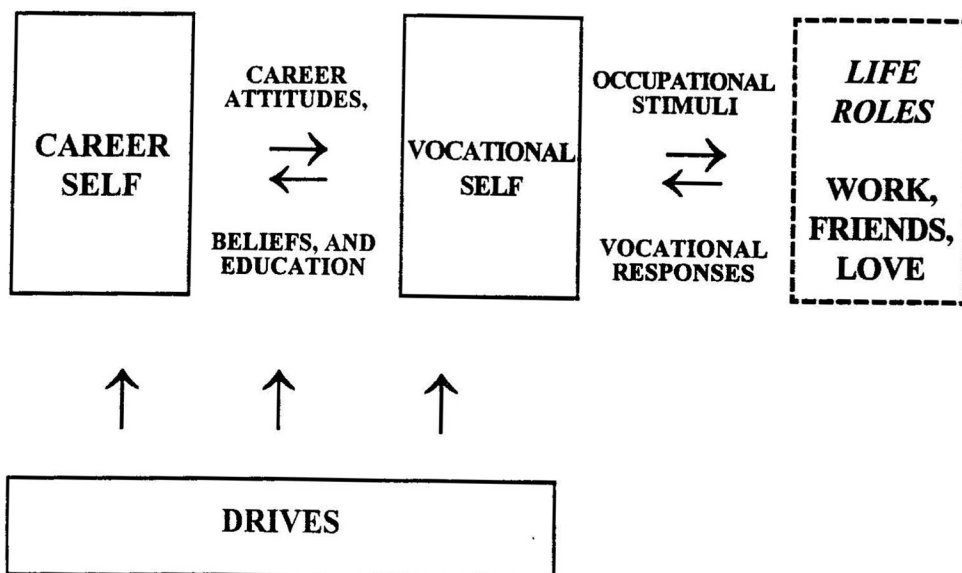 CAREER
SELF
CAREER
ATTITUDES,
BELIEFS, AND
EDUCATION
VOCATIONAL
SELF
OCCUPATIONAL
STIMULI
VOCATIONAL
RESPONSES
LIFE
ROLES
WORK,
FRIENDS,
LOVE
DRIVES